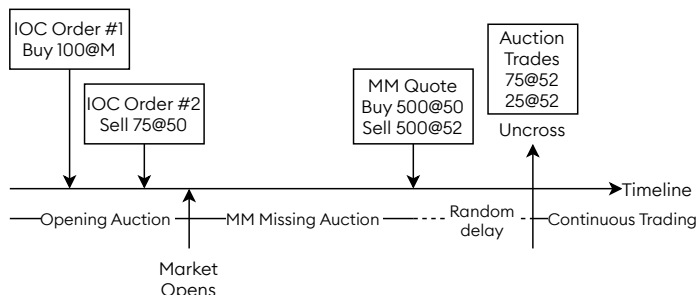 IOC Order #1
Buy 100@M
IOC Order #2
Sell 75@50
MM Quote
Buy 500@50
Sell 500@52
Auction
Trades
75@52
25@52
Uncross
Timeline
Opening Auction
MM Missing Auction
Random
delay
Continuous Trading
Market
Opens